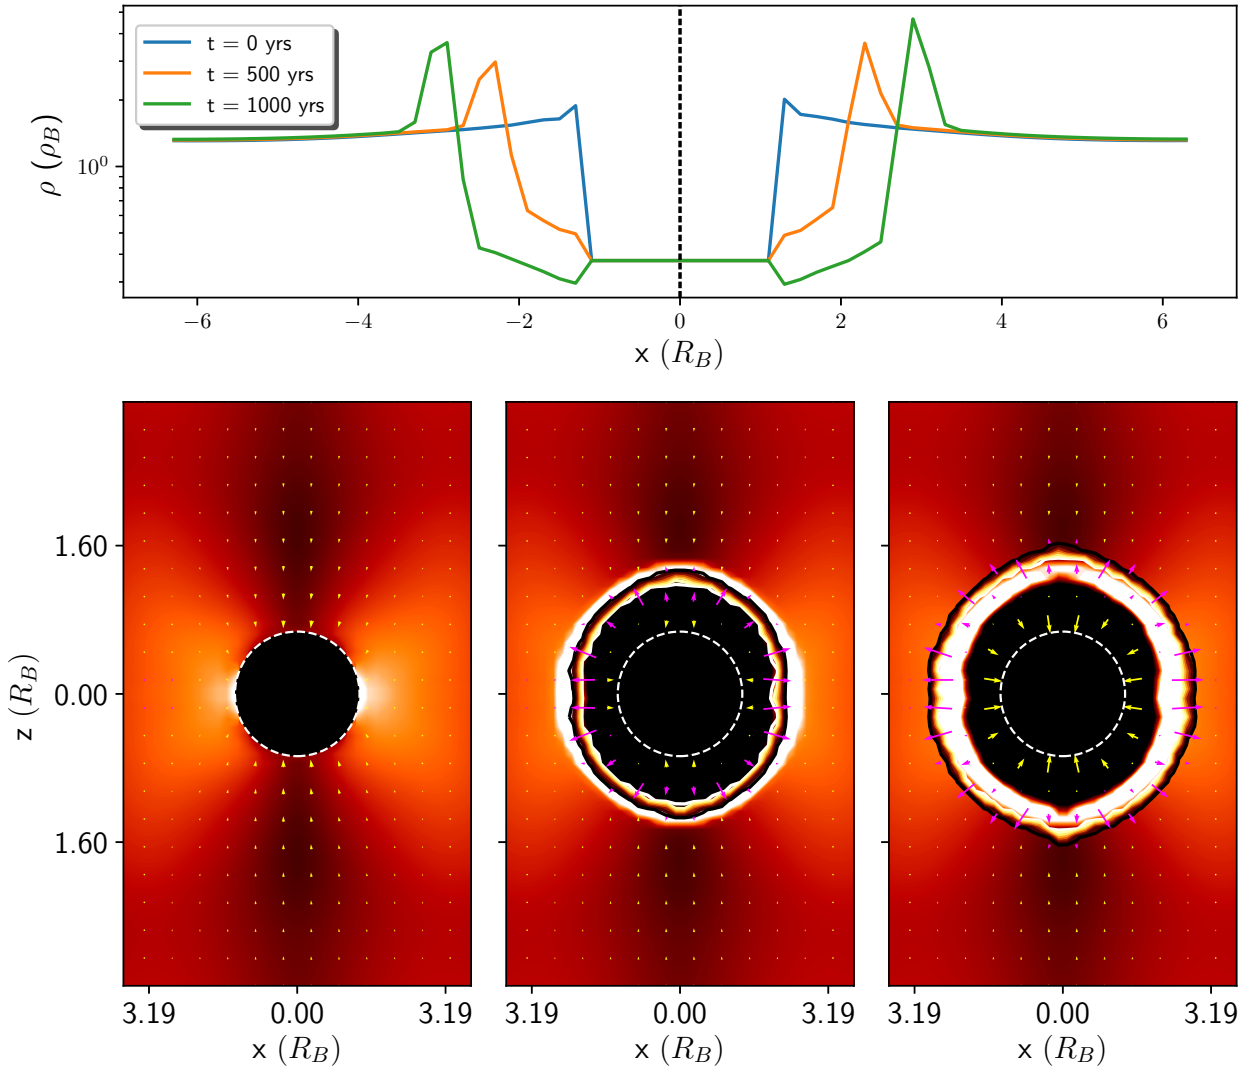 t = 0 yrs
t = 500 yrs
t = 1000 yrs
ρ (ρ_B)
10⁰
−6 −4 −2 0 2 4 6
x (R_B)
z (R_B)
1.60
0.00
1.60
3.19 0.00 3.19 3.19 0.00 3.19 3.19 0.00 3.19
x (R_B) x (R_B) x (R_B)